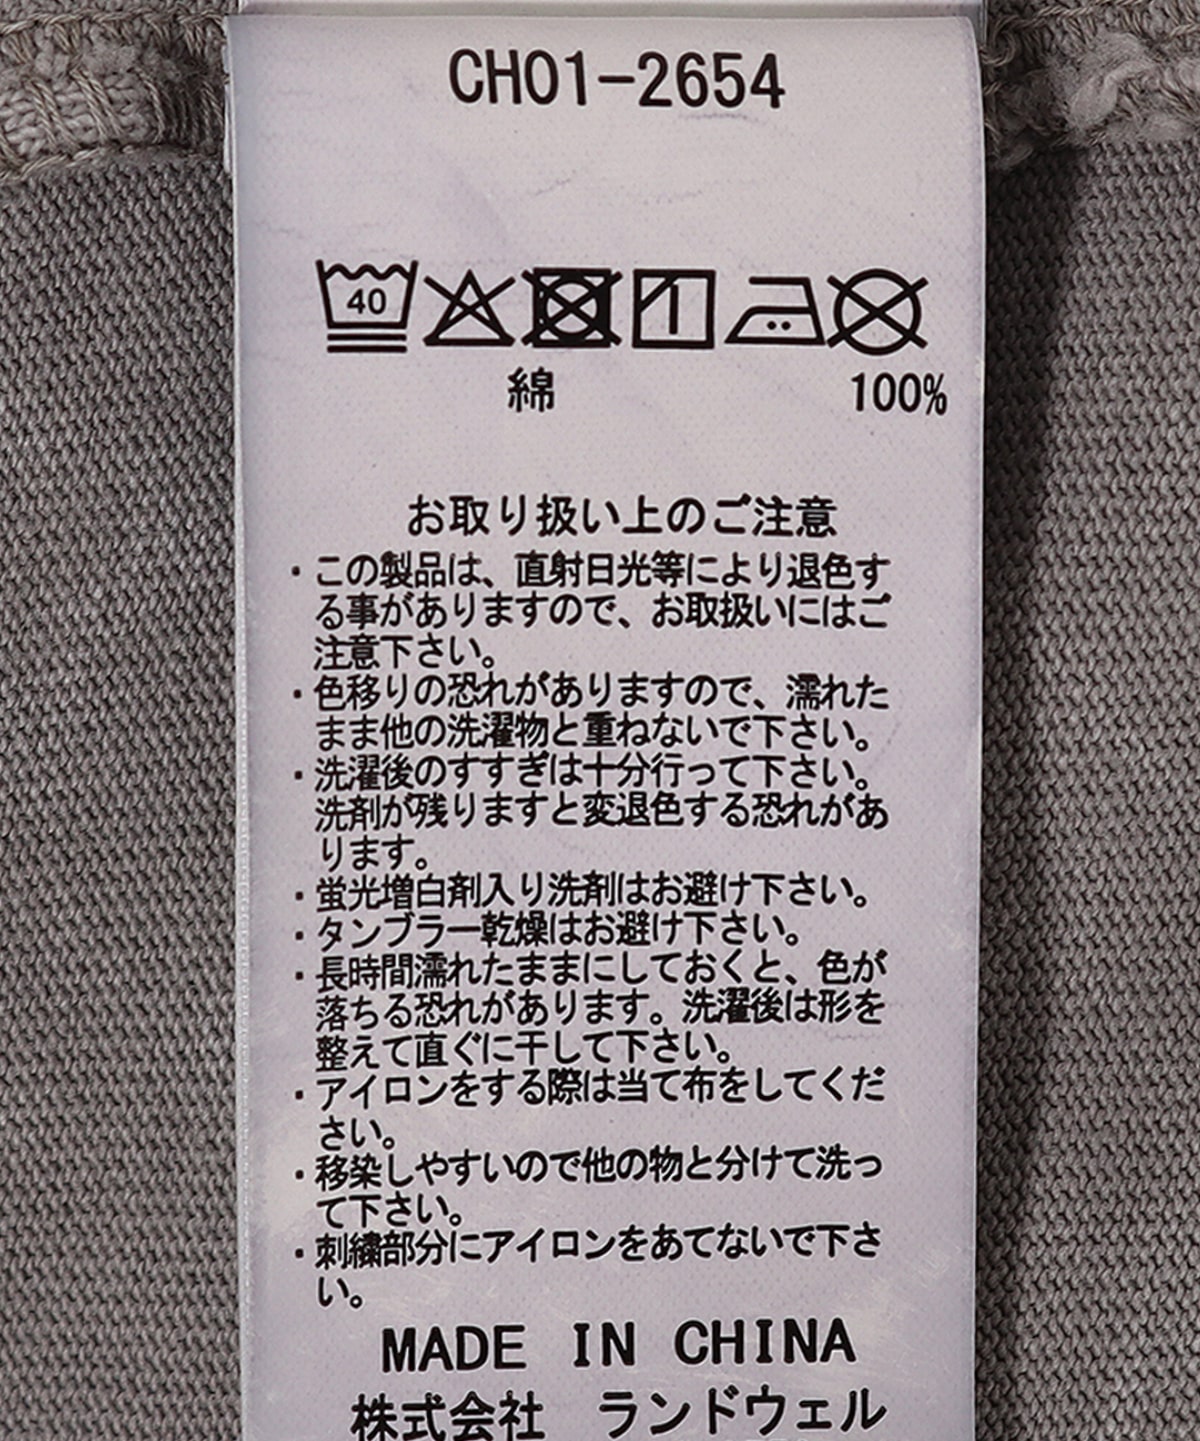 CH01-2654
40
綿 100%
お取り扱い上のご注意
・この製品は、直射日光等により退色す
る事がありますので、お取扱いにはご
注意下さい。
・色移りの恐れがありますので、濡れた
まま他の洗濯物と重ねないで下さい。
・洗濯後のすすぎは十分行って下さい。
洗剤が残りますと変退色する恐れがあ
ります。
・蛍光増白剤入り洗剤はお避け下さい。
・タンブラー乾燥はお避け下さい。
・長時間濡れたままにしておくと、色が
落ちる恐れがあります。洗濯後は形を
整えて直ぐに干して下さい。
・アイロンをする際は当て布をしてくだ
さい。
・移染しやすいので他の物と分けて洗っ
て下さい。
・刺繍部分にアイロンをあてないで下さ
い。
MADE IN CHINA
株式会社 ランドウェル